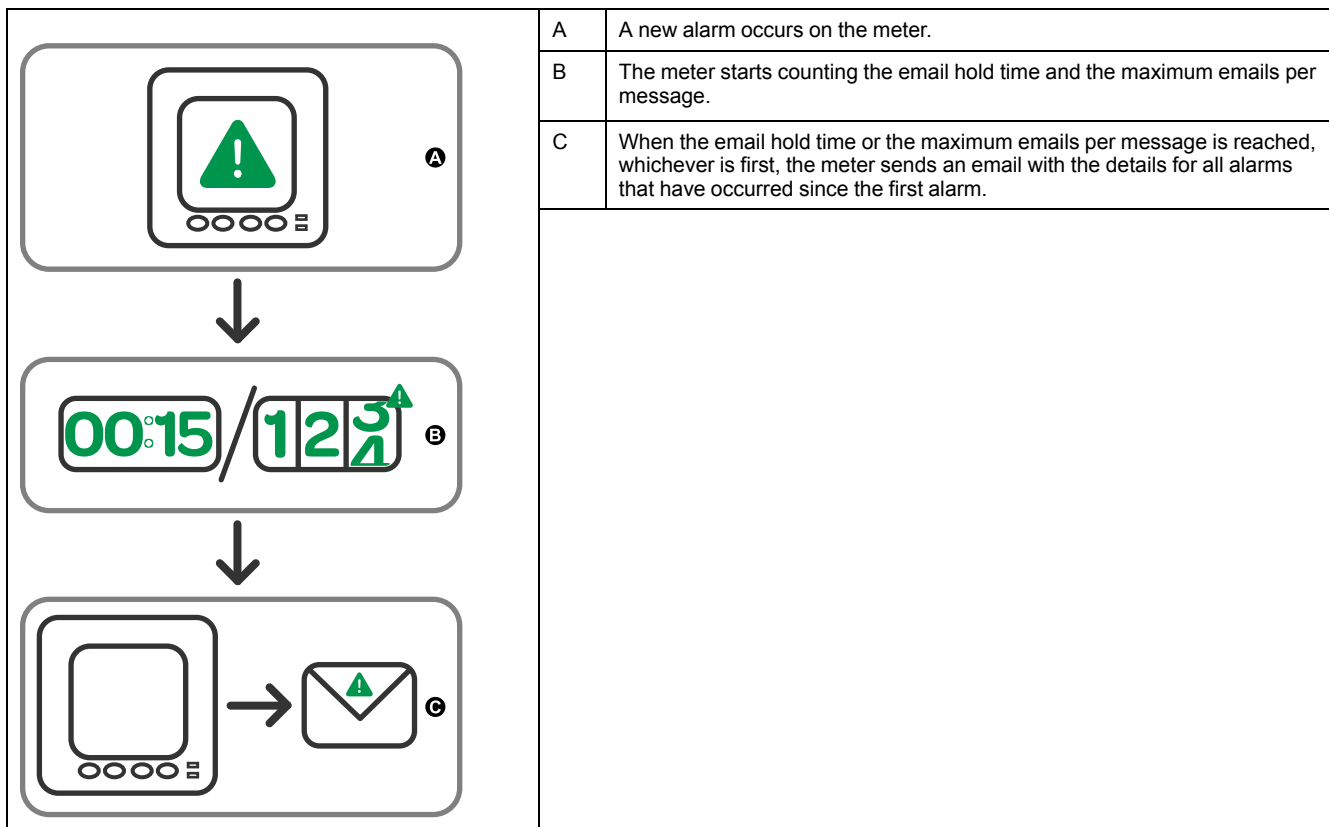 A
A new alarm occurs on the meter.
B
The meter starts counting the email hold time and the maximum emails per
message.
C
When the email hold time or the maximum emails per message is reached,
whichever is first, the meter sends an email with the details for all alarms
that have occurred since the first alarm.
!
A
00:15/123
4
!
B
!
C